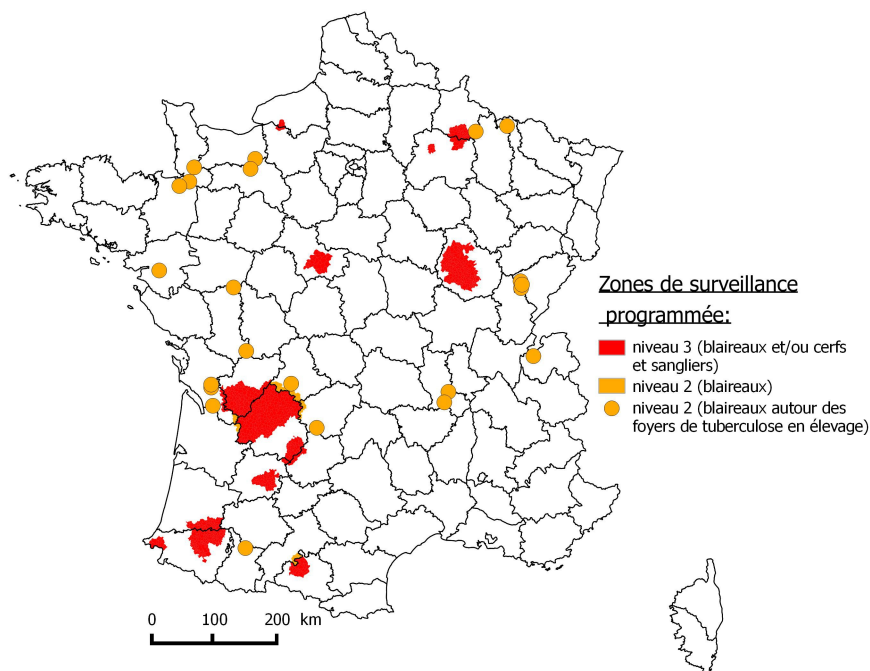 Zones de surveillance
programmée:
niveau 3 (blaireaux et/ou cerfs
et sangliers)
niveau 2 (blaireaux)
niveau 2 (blaireaux autour des
foyers de tuberculose en élevage)
0 100 200 km